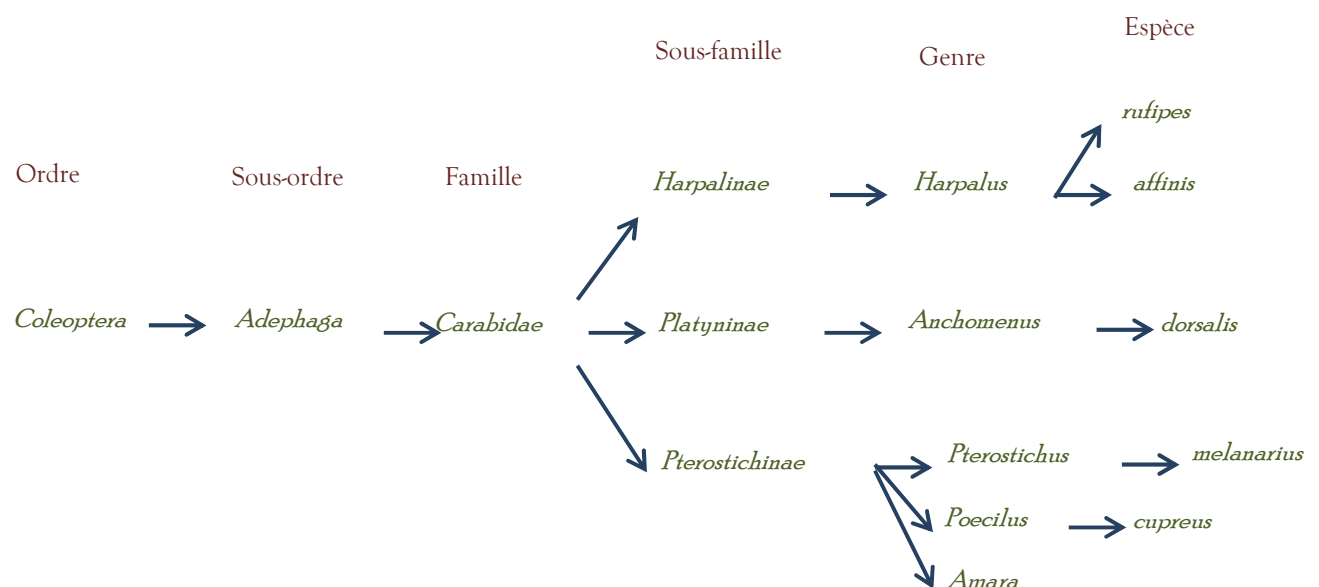 Espèce
Sous-famille
Genre
rufipes
Ordre
Sous-ordre
Famille
Harpalinae
Harpalus
affinis
Coleoptera
Adephaga
Carabidae
Platyninae
Anchomenus
dorsalis
Pterostichinae
Pterostichus
melanarius
Poecilus
cupreus
Amara